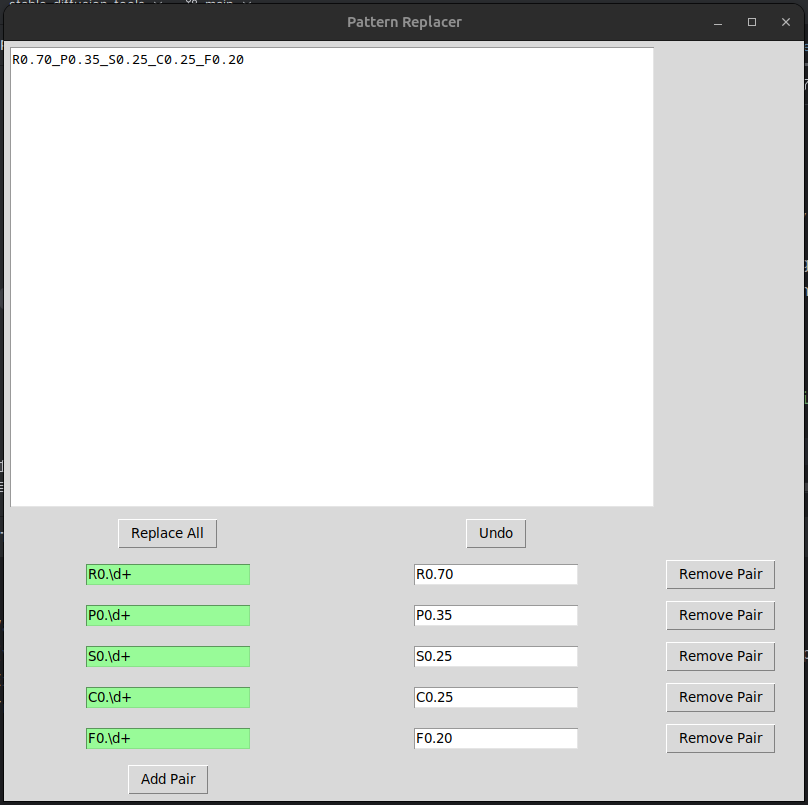 stable_diffusion_tools
main
Pattern Replacer
R0.70_P0.35_S0.25_C0.25_F0.20
Replace All Undo
R0.\d+ R0.70 Remove Pair
P0.\d+ P0.35 Remove Pair
S0.\d+ S0.25 Remove Pair
C0.\d+ C0.25 Remove Pair
F0.\d+ F0.20 Remove Pair
Add Pair